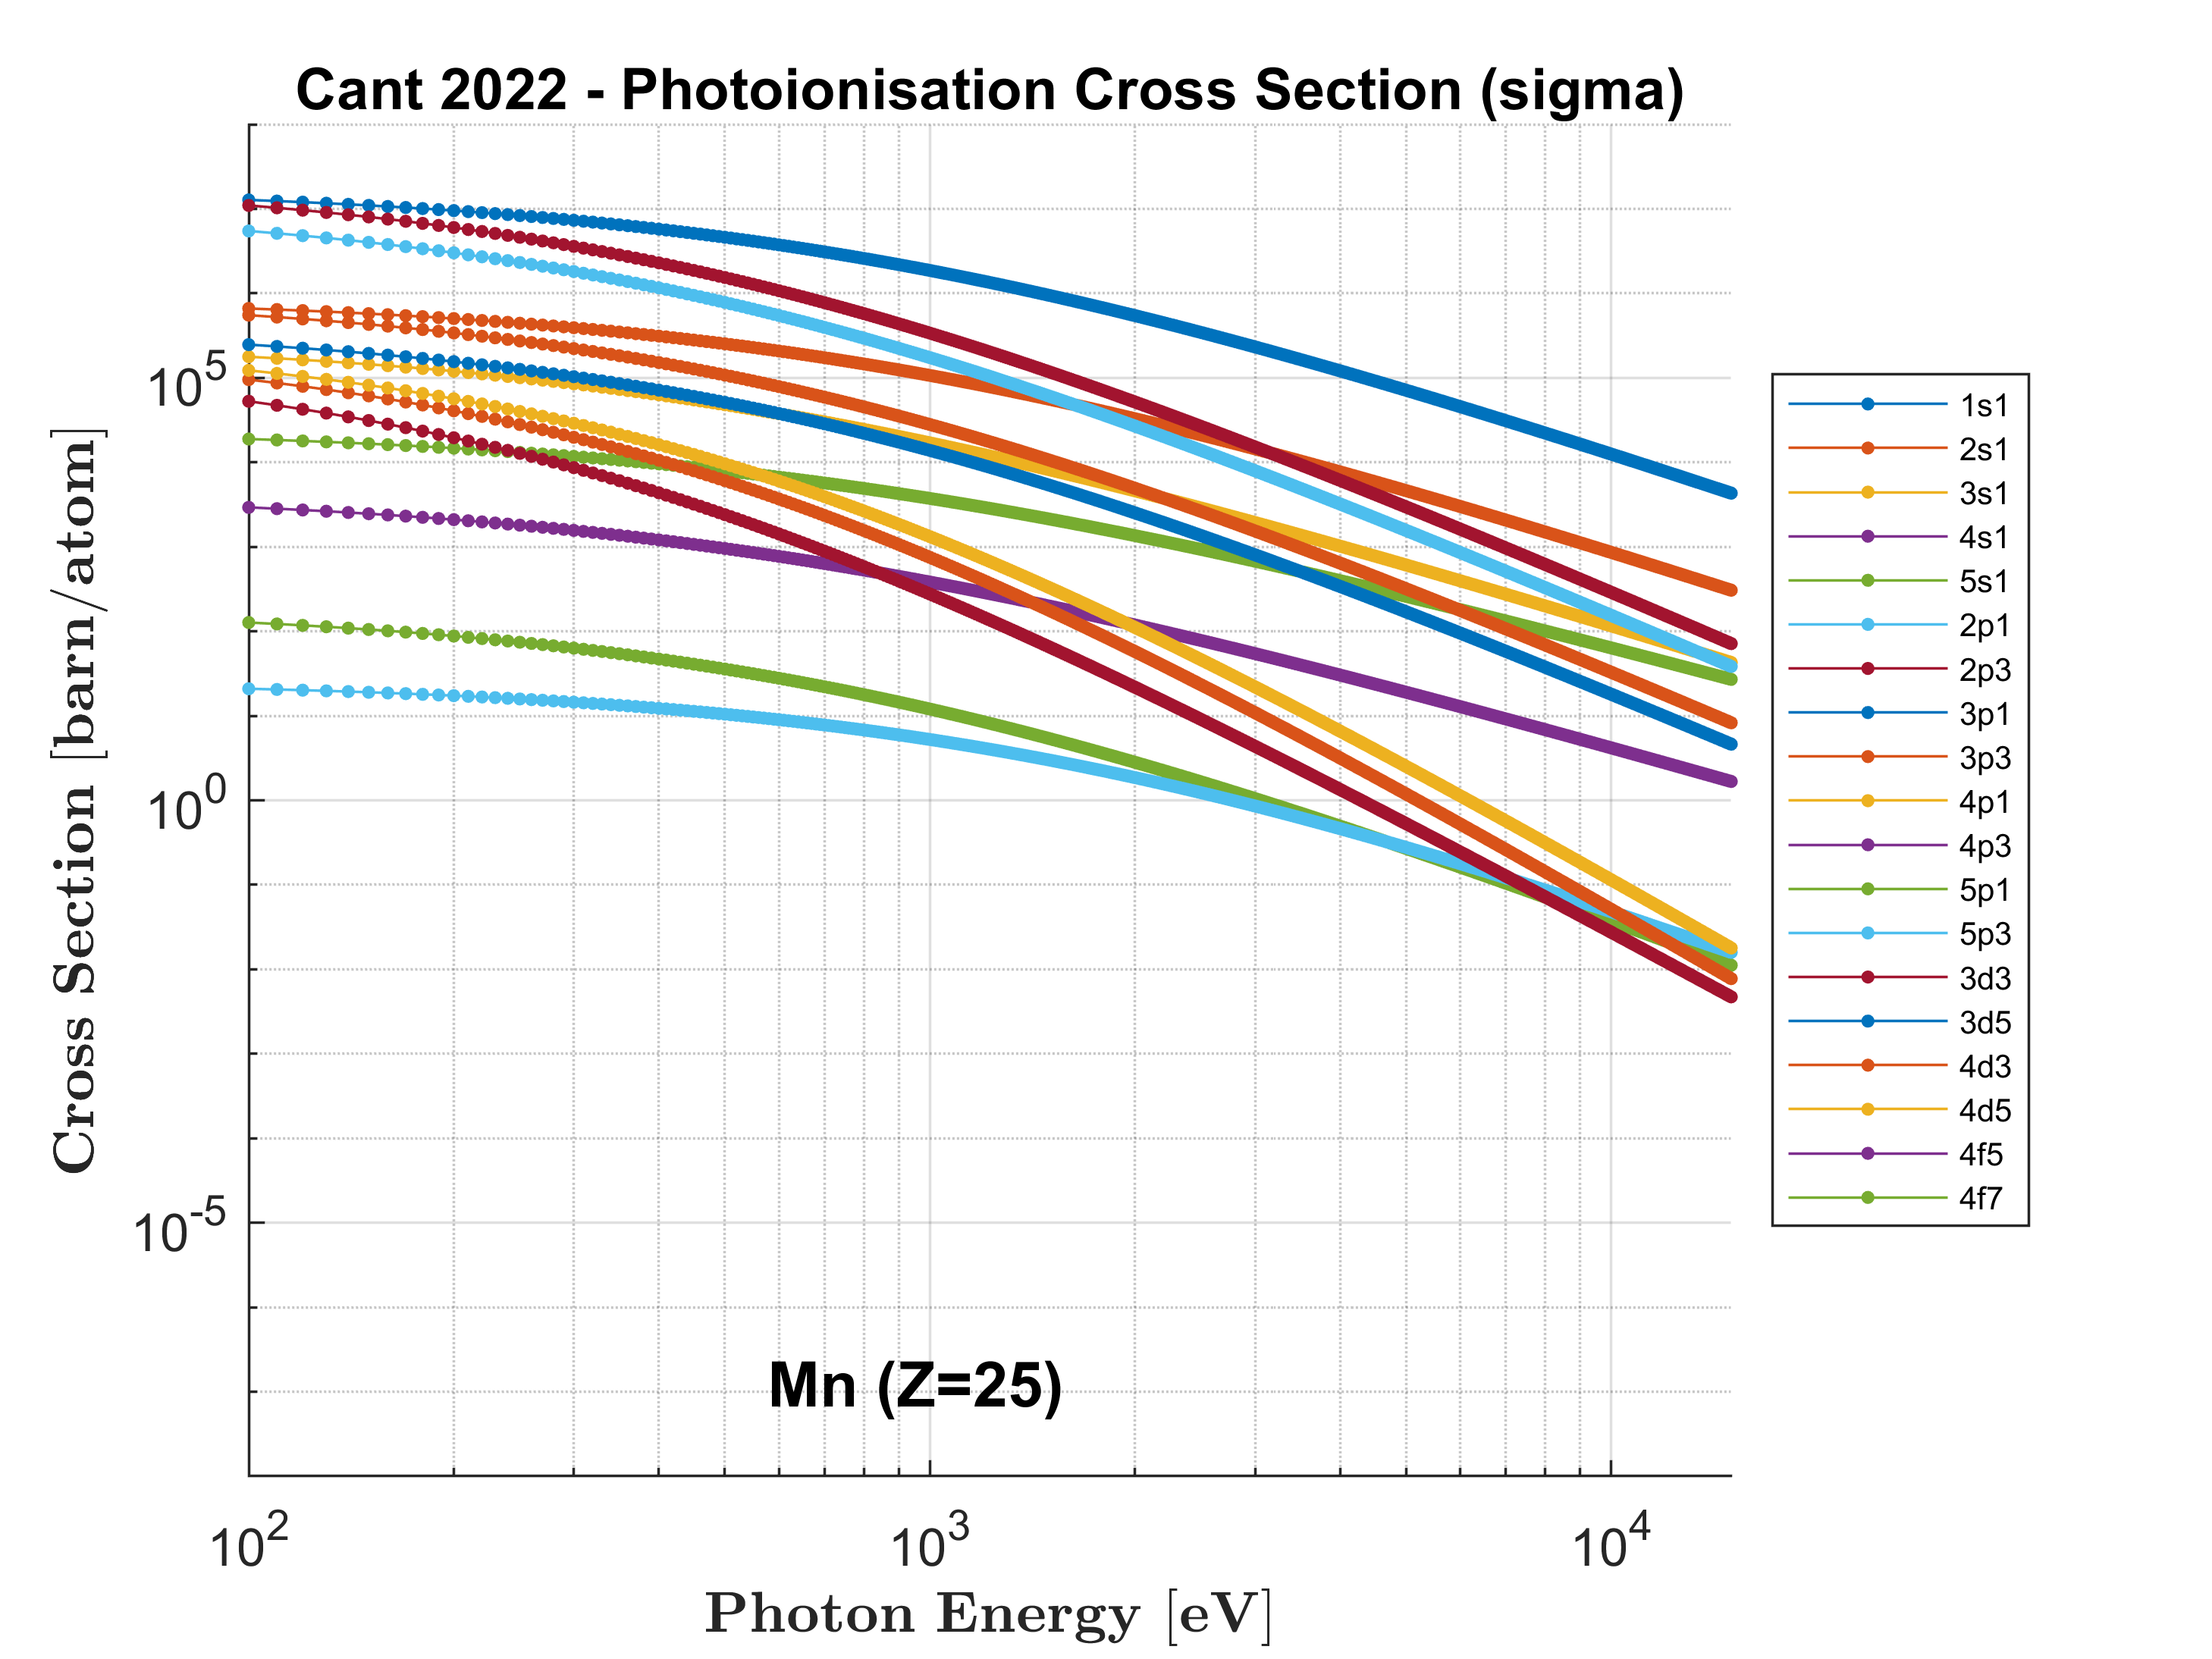 Cant 2022 - Photoionisation Cross Section (sigma)
Cross Section [barn/atom]
10^5
10^0
10^-5
Mn (Z=25)
10^2
10^3
10^4
Photon Energy [eV]
1s1
2s1
3s1
4s1
5s1
2p1
2p3
3p1
3p3
4p1
4p3
5p1
5p3
3d3
3d5
4d3
4d5
4f5
4f7